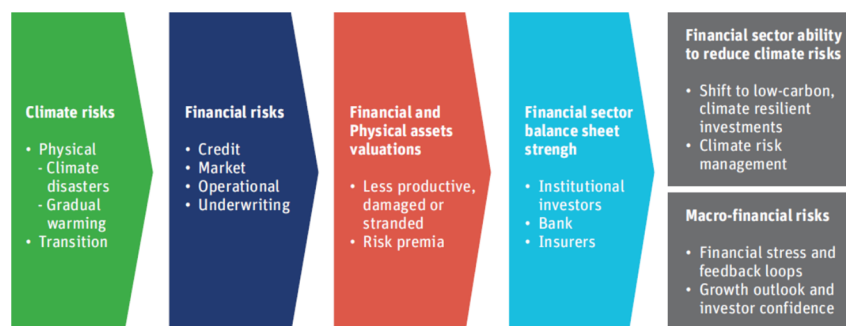 Climate risks
• Physical
- Climate
disasters
- Gradual
warming
• Transition
Financial risks
• Credit
• Market
• Operational
• Underwriting
Financial and
Physical assets
valuations
• Less productive,
damaged or
stranded
• Risk premia
Financial sector
balance sheet
strengh
• Institutional
investors
• Bank
• Insurers
Financial sector ability
to reduce climate risks
• Shift to low-carbon,
climate resilient
investments
• Climate risk
management
Macro-financial risks
• Financial stress and
feedback loops
• Growth outlook and
investor confidence